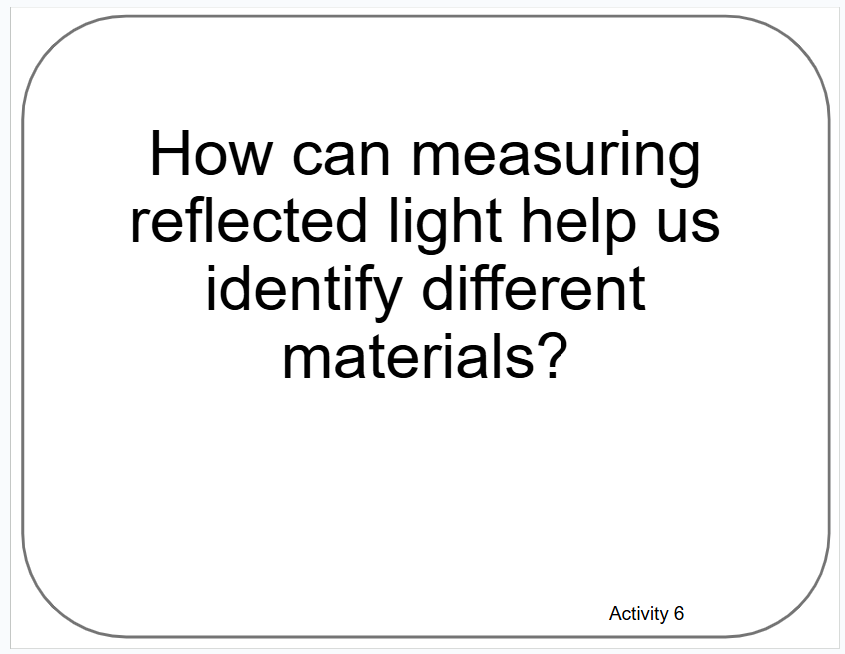 How can measuring
reflected light help us
identify different
materials?
Activity 6